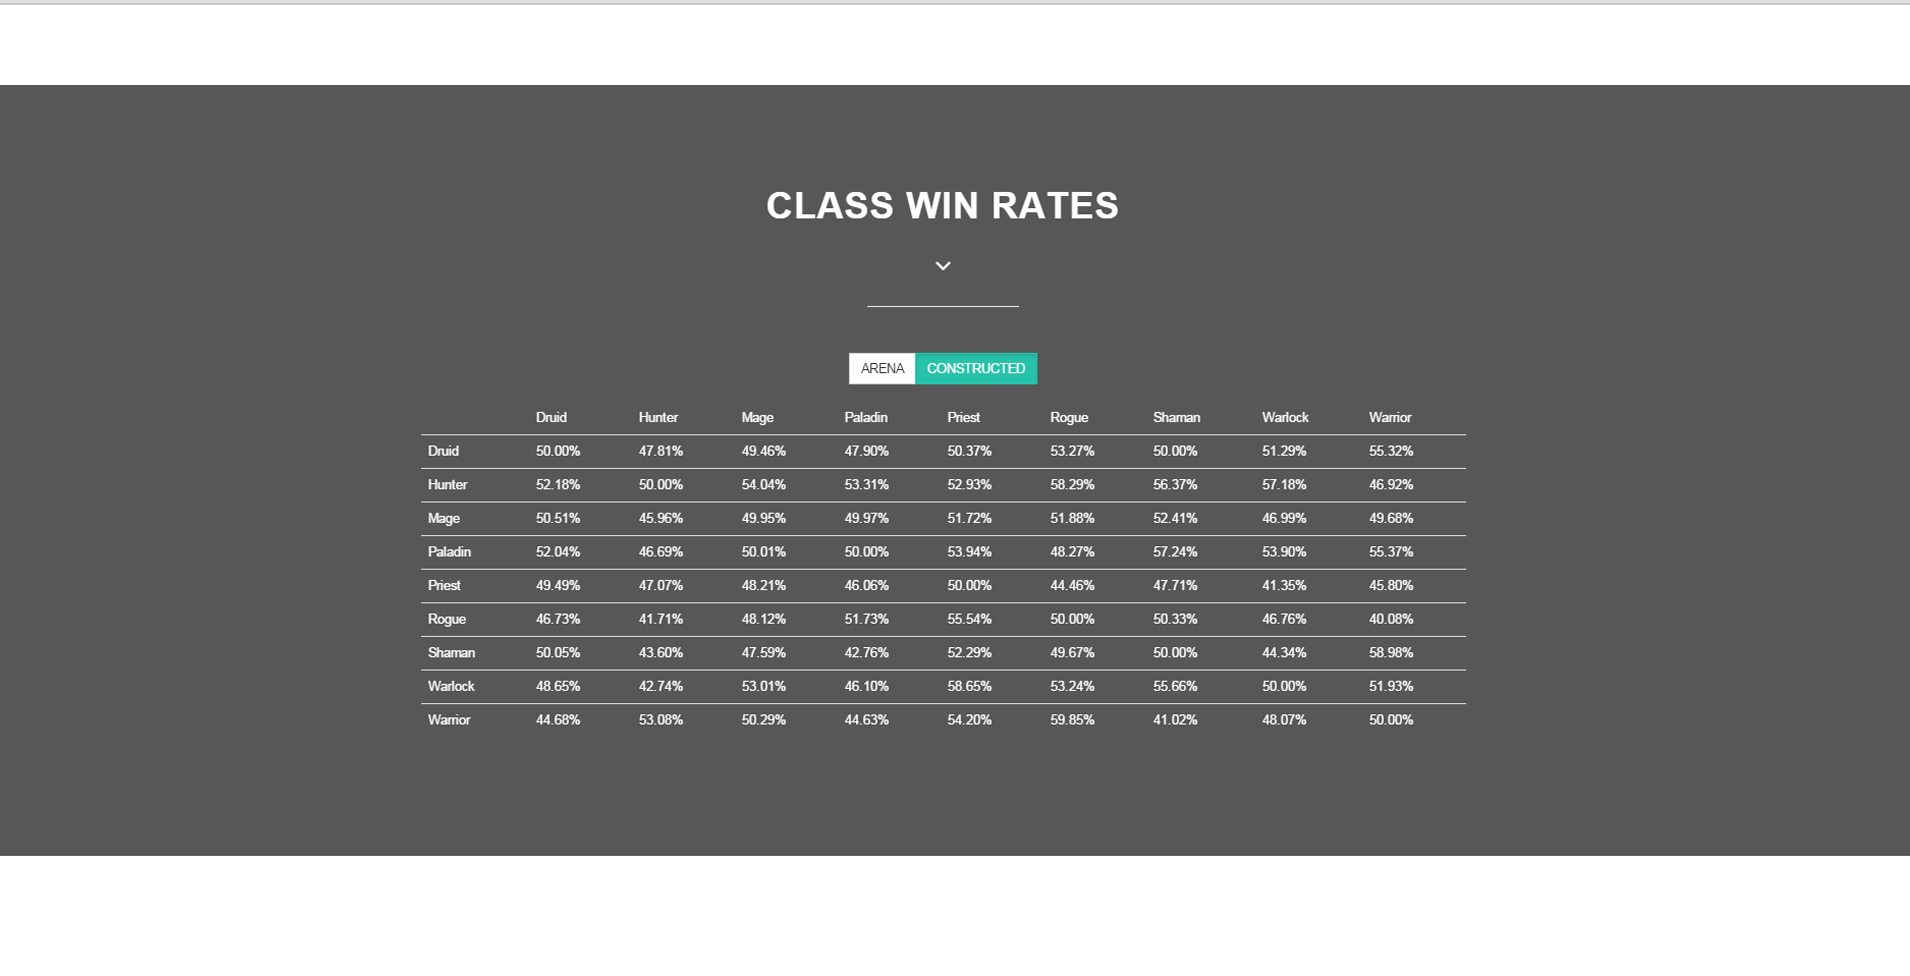 CLASS WIN RATES
ARENA CONSTRUCTED
Druid Hunter Mage Paladin Priest Rogue Shaman Warlock Warrior
Druid 50.00% 47.81% 49.46% 47.90% 50.37% 53.27% 50.00% 51.29% 55.32%
Hunter 52.18% 50.00% 54.04% 53.31% 52.93% 58.29% 56.37% 57.18% 46.92%
Mage 50.51% 45.96% 49.95% 49.97% 51.72% 51.88% 52.41% 46.99% 49.68%
Paladin 52.04% 46.69% 50.01% 50.00% 53.94% 48.27% 57.24% 53.90% 55.37%
Priest 49.49% 47.07% 48.21% 46.06% 50.00% 44.46% 47.71% 41.35% 45.80%
Rogue 46.73% 41.71% 48.12% 51.73% 55.54% 50.00% 50.33% 46.76% 40.08%
Shaman 50.05% 43.60% 47.59% 42.76% 52.29% 49.67% 50.00% 44.34% 58.98%
Warlock 48.65% 42.74% 53.01% 46.10% 58.65% 53.24% 55.66% 50.00% 51.93%
Warrior 44.68% 53.08% 50.29% 44.63% 54.20% 59.85% 41.02% 48.07% 50.00%